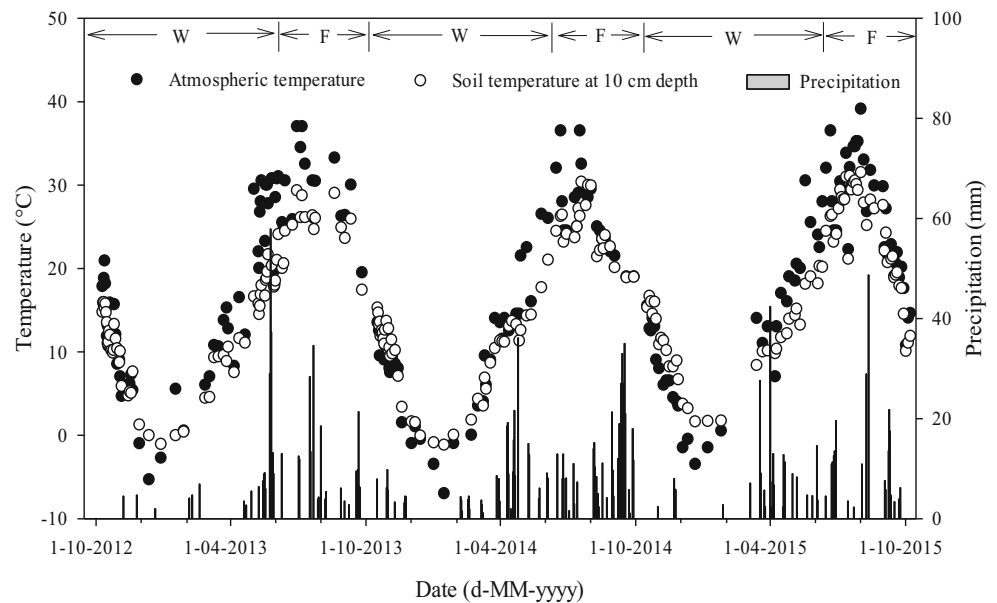 50 100
W F W F W F
Atmospheric temperature Soil temperature at 10 cm depth Precipitation
40 80
30 60
20 40
10
0 20
-10 0
Temperature (°C)
Precipitation (mm)
1-10-2012 1-04-2013 1-10-2013 1-04-2014 1-10-2014 1-04-2015 1-10-2015
Date (d-MM-yyyy)